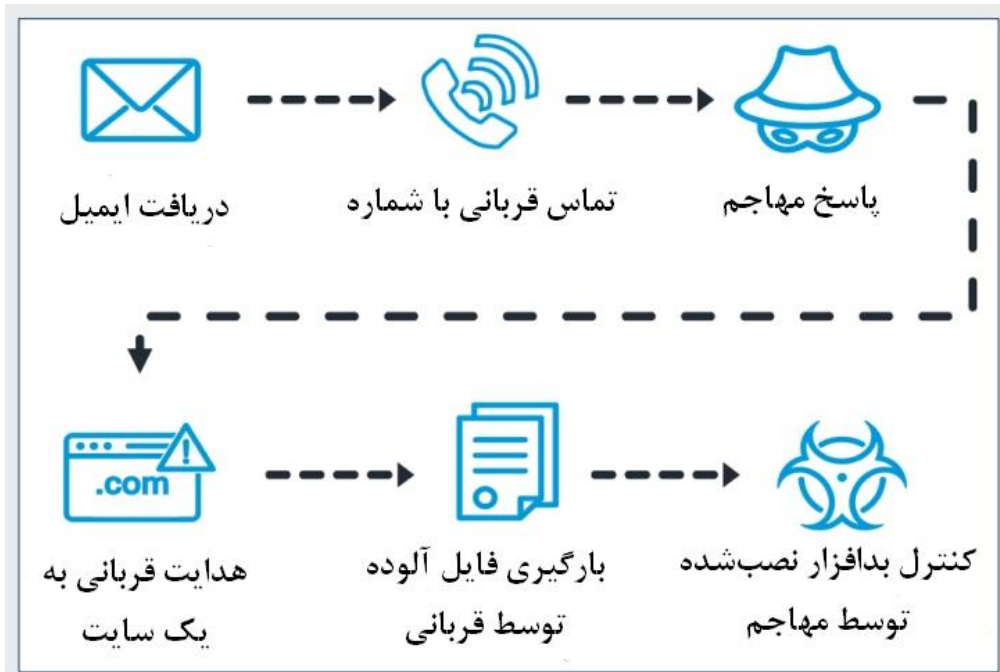 دریافت ایمیل
تماس قربانی با شماره
پاسخ مهاجم
.com
هدایت قربانی به
یک سایت
بارگیری فایل آلوده
توسط قربانی
کنترل بدافزار نصب‌شده
توسط مهاجم